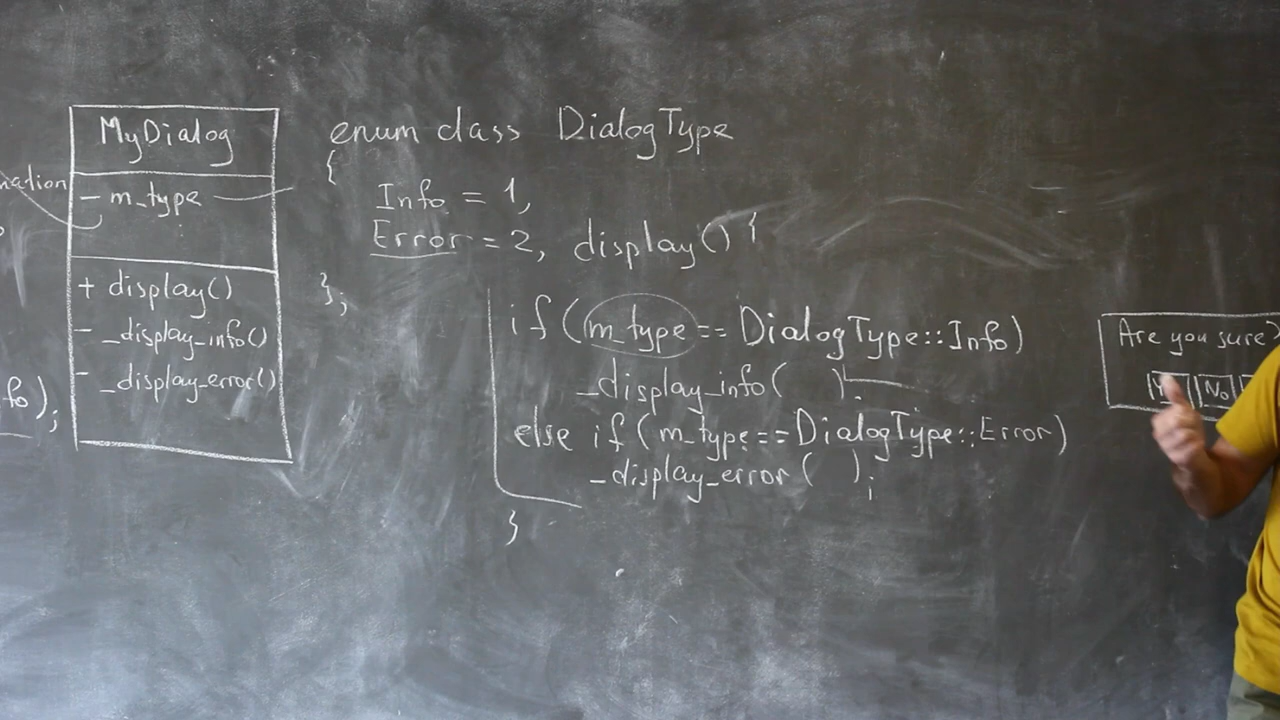 MyDialog
- m_type
+ display()
- _display_info()
- _display_error()
enum class DialogType
{
Info = 1,
Error = 2,
};
display() {
if (m_type == DialogType::Info)
_display_info( );
else if (m_type == DialogType::Error)
_display_error( );
}
Are you sure?
No